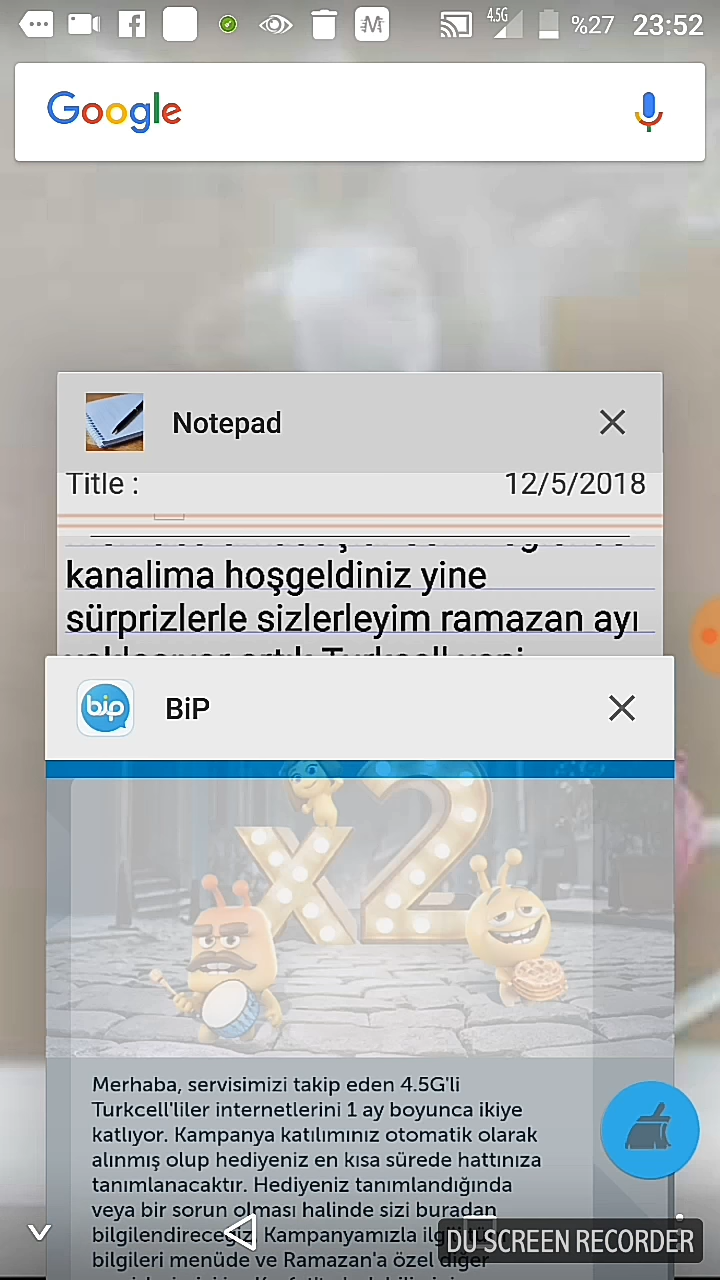 4.5G %27 23:52
Google
Notepad
Title : 12/5/2018
kanalima hoşgeldiniz yine
sürprizlerle sizlerleyim ramazan ayı
bip BiP
x2
Merhaba, servisimizi takip eden 4.5G'li
Turkcell'liler internetlerini 1 ay boyunca ikiye
katlıyor. Kampanya katılımınız otomatik olarak
alınmış olup hediyeniz en kısa sürede hattınıza
tanımlanacaktır. Hediyeniz tanımlandığında
veya bir sorun olması halinde sizi buradan
bilgilendireceğiz. Kampanyamızla
DU SCREEN RECORDER
bilgileri menüde ve Ramazan'a özel diğer